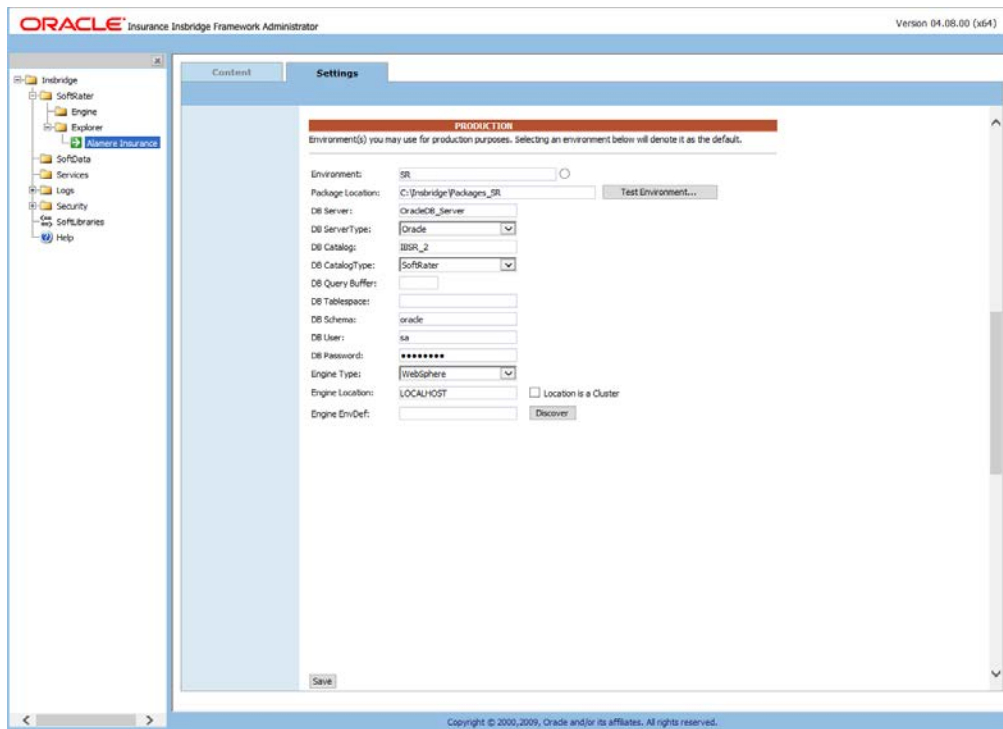 ORACLE Insurance Insbridge Framework Administrator
Version 04.08.00 (x64)
Insbridge
SoftRater
Engine
Explorer
Alamere Insurance
SoftData
Services
Logs
Security
SoftLibraries
Help
Content
Settings
PRODUCTION
Environment(s) you may use for production purposes. Selecting an environment below will denote it as the default.
Environment: SR
Package Location: C:\Insbridge\Packages_SR Test Environment...
DB Server: OracleDB_Server
DB ServerType: Oracle
DB Catalog: IBSR_2
DB CatalogType: SoftRater
DB Query Buffer:
DB Tablespace:
DB Schema: oracle
DB User: sa
DB Password: ••••••••
Engine Type: WebSphere
Engine Location: LOCALHOST Location is a Cluster
Engine EnvDef: Discover
Save
Copyright © 2000,2009, Oracle and/or its affiliates. All rights reserved.